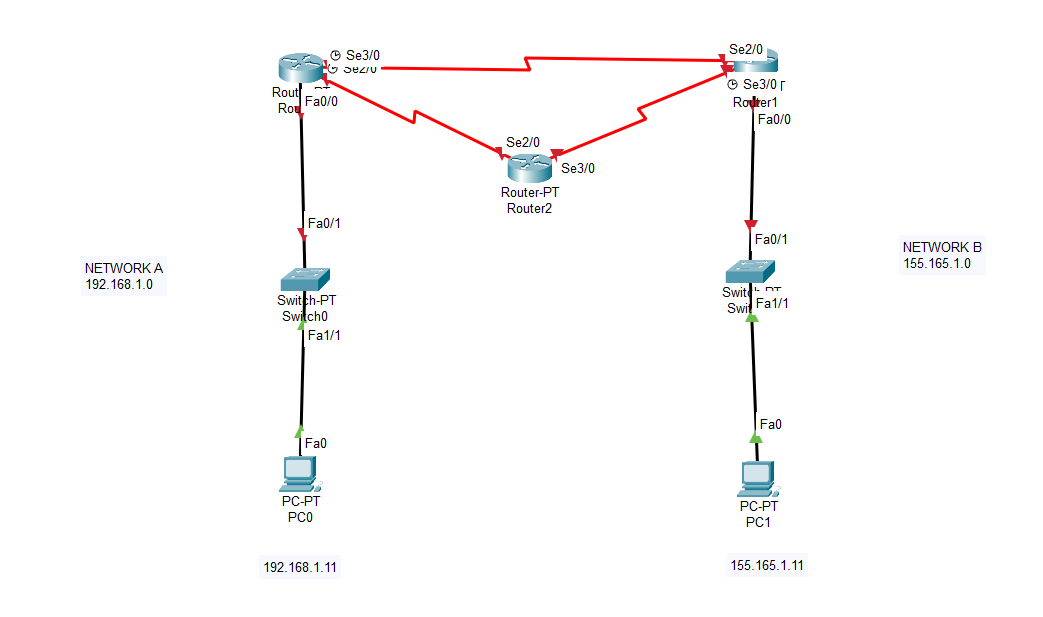 Se3/0
Se2/0
Fa0/0
Se2/0
Se3/0
Router1
Fa0/0
Se2/0
Se3/0
Router-PT
Router2
Fa0/1
Fa0/1
NETWORK A
192.168.1.0
NETWORK B
155.165.1.0
Switch-PT
Switch0
Fa1/1
Fa1/1
Fa0
Fa0
PC-PT
PC0
PC-PT
PC1
192.168.1.11
155.165.1.11